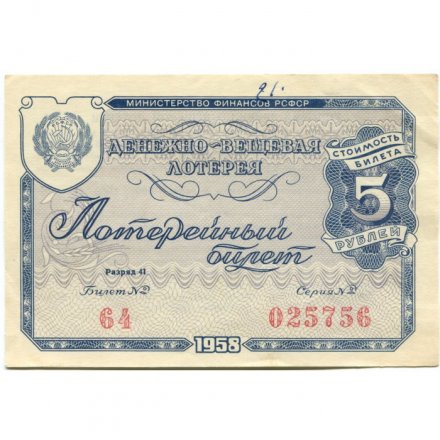 21.
МИНИСТЕРСТВО ФИНАНСОВ РСФСР
ДЕНЕЖНО-ВЕЩЕВАЯ
ЛОТЕРЕЯ
СТОИМОСТЬ
БИЛЕТА
5
РУБЛЕЙ
Лотерейный
билет
Разряд 41
Билет №
Серия №
64
025756
1958